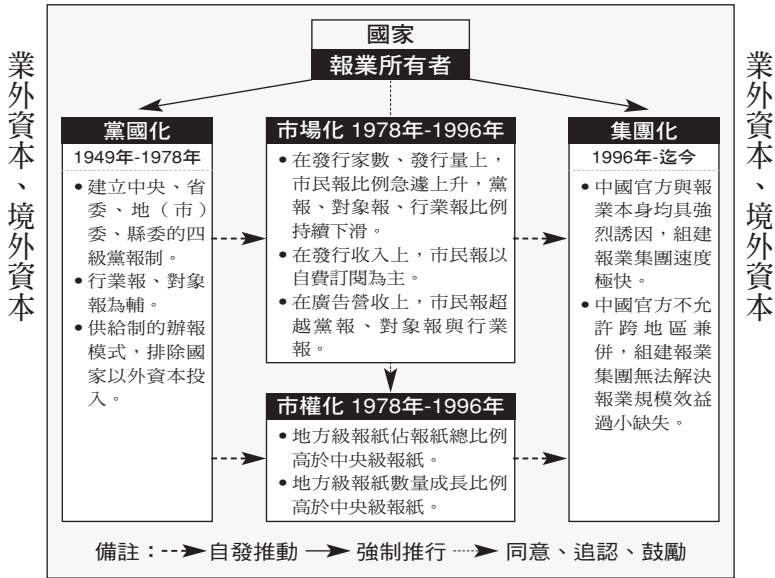 國家
報業所有者
業外資本、境外資本
黨國化
1949年-1978年
•建立中央、省
委、地（市）
委、縣委的四
級黨報制。
•行業報、對象
報為輔。
•供給制的辦報
模式，排除國
家以外資本投
入。
市場化 1978年-1996年
•在發行家數、發行量上，
市民報比例急遽上升，黨
報、對象報、行業報比例
持續下滑。
•在發行收入上，市民報以
自費訂閱為主。
•在廣告營收上，市民報超
越黨報、對象報與行業
報。
市權化 1978年-1996年
•地方級報紙佔報紙總比例
高於中央級報紙。
•地方級報紙數量成長比例
高於中央級報紙。
集團化
1996年-迄今
•中國官方與報
業本身均具強
烈誘因，組建
報業集團速度
極快。
•中國官方不允
許跨地區兼
併，組建報業
集團無法解決
報業規模效益
過小缺失。
業外資本、境外資本
備註：自發推動 強制推行 同意、追認、鼓勵